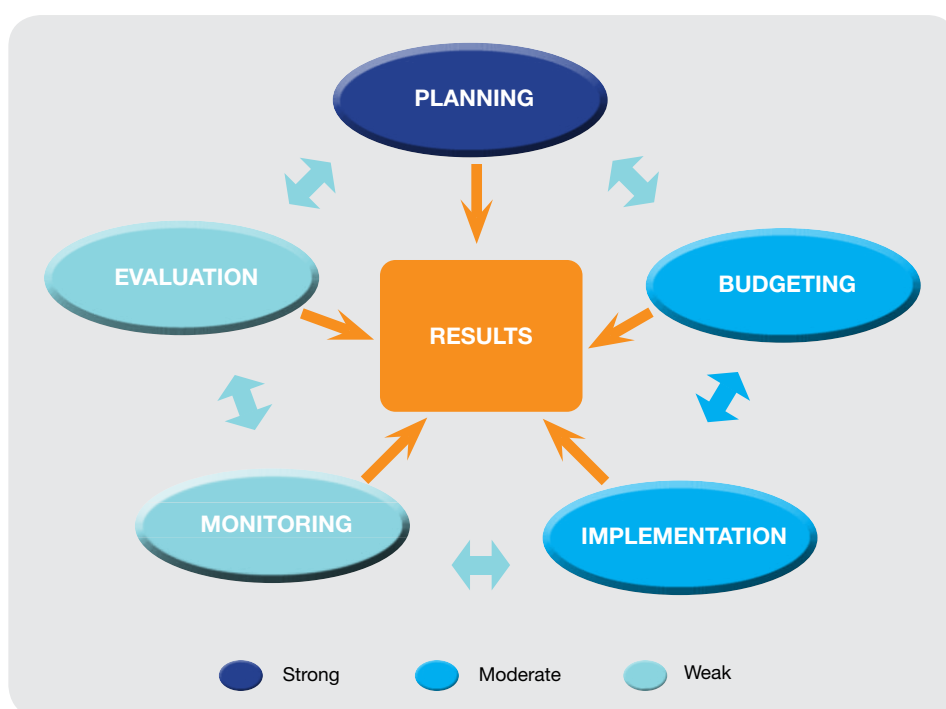 PLANNING
EVALUATION
BUDGETING
RESULTS
MONITORING
IMPLEMENTATION
Strong
Moderate
Weak